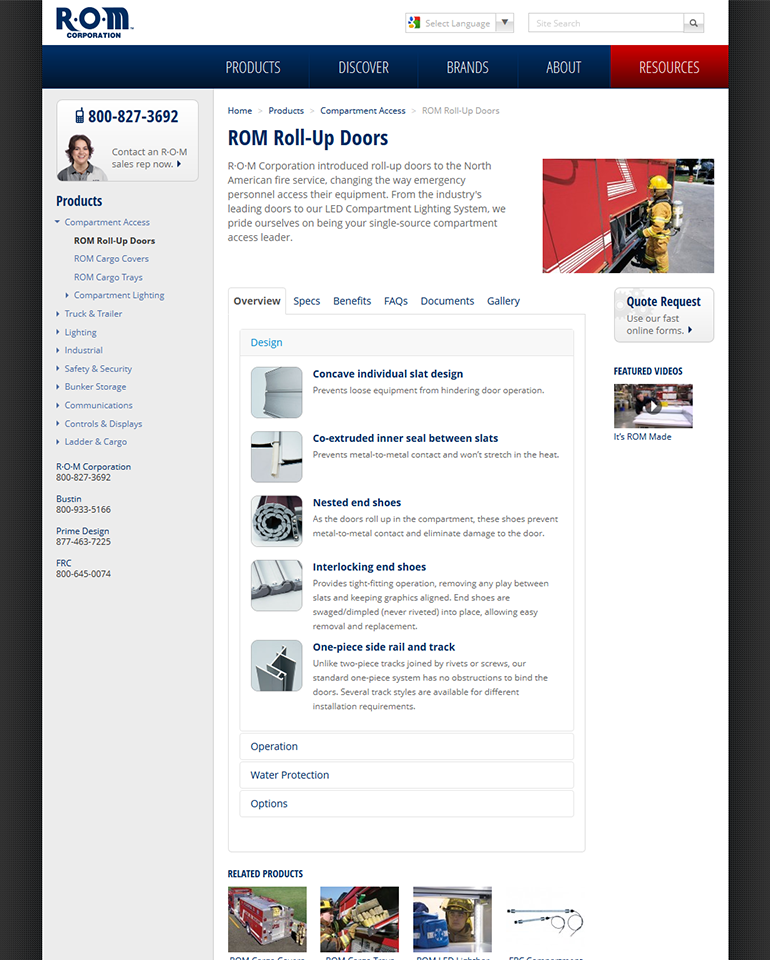 R·O·M™
CORPORATION
Select Language
Site Search
PRODUCTS
DISCOVER
BRANDS
ABOUT
RESOURCES
800-827-3692
Contact an R·O·M
sales rep now.
Products
Compartment Access
ROM Roll-Up Doors
ROM Cargo Covers
ROM Cargo Trays
Compartment Lighting
Truck & Trailer
Lighting
Industrial
Safety & Security
Bunker Storage
Communications
Controls & Displays
Ladder & Cargo
R·O·M Corporation
800-827-3692
Bustin
800-933-5166
Prime Design
877-463-7225
FRC
800-645-0074
Home > Products > Compartment Access > ROM Roll-Up Doors
ROM Roll-Up Doors
R·O·M Corporation introduced roll-up doors to the North
American fire service, changing the way emergency
personnel access their equipment. From the industry's
leading doors to our LED Compartment Lighting System, we
pride ourselves on being your single-source compartment
access leader.
Overview
Specs
Benefits
FAQs
Documents
Gallery
Design
Concave individual slat design
Prevents loose equipment from hindering door operation.
Co-extruded inner seal between slats
Prevents metal-to-metal contact and won't stretch in the heat.
Nested end shoes
As the doors roll up in the compartment, these shoes prevent
metal-to-metal contact and eliminate damage to the door.
Interlocking end shoes
Provides tight-fitting operation, removing any play between
slats and keeping graphics aligned. End shoes are
swaged/dimpled (never riveted) into place, allowing easy
removal and replacement.
One-piece side rail and track
Unlike two-piece tracks joined by rivets or screws, our
standard one-piece system has no obstructions to bind the
doors. Several track styles are available for different
installation requirements.
Operation
Water Protection
Options
Quote Request
Use our fast
online forms.
FEATURED VIDEOS
It's ROM Made
RELATED PRODUCTS
ROM Cargo Covers
ROM Cargo Trays
ROM LED Lightbar
FRC Compartment